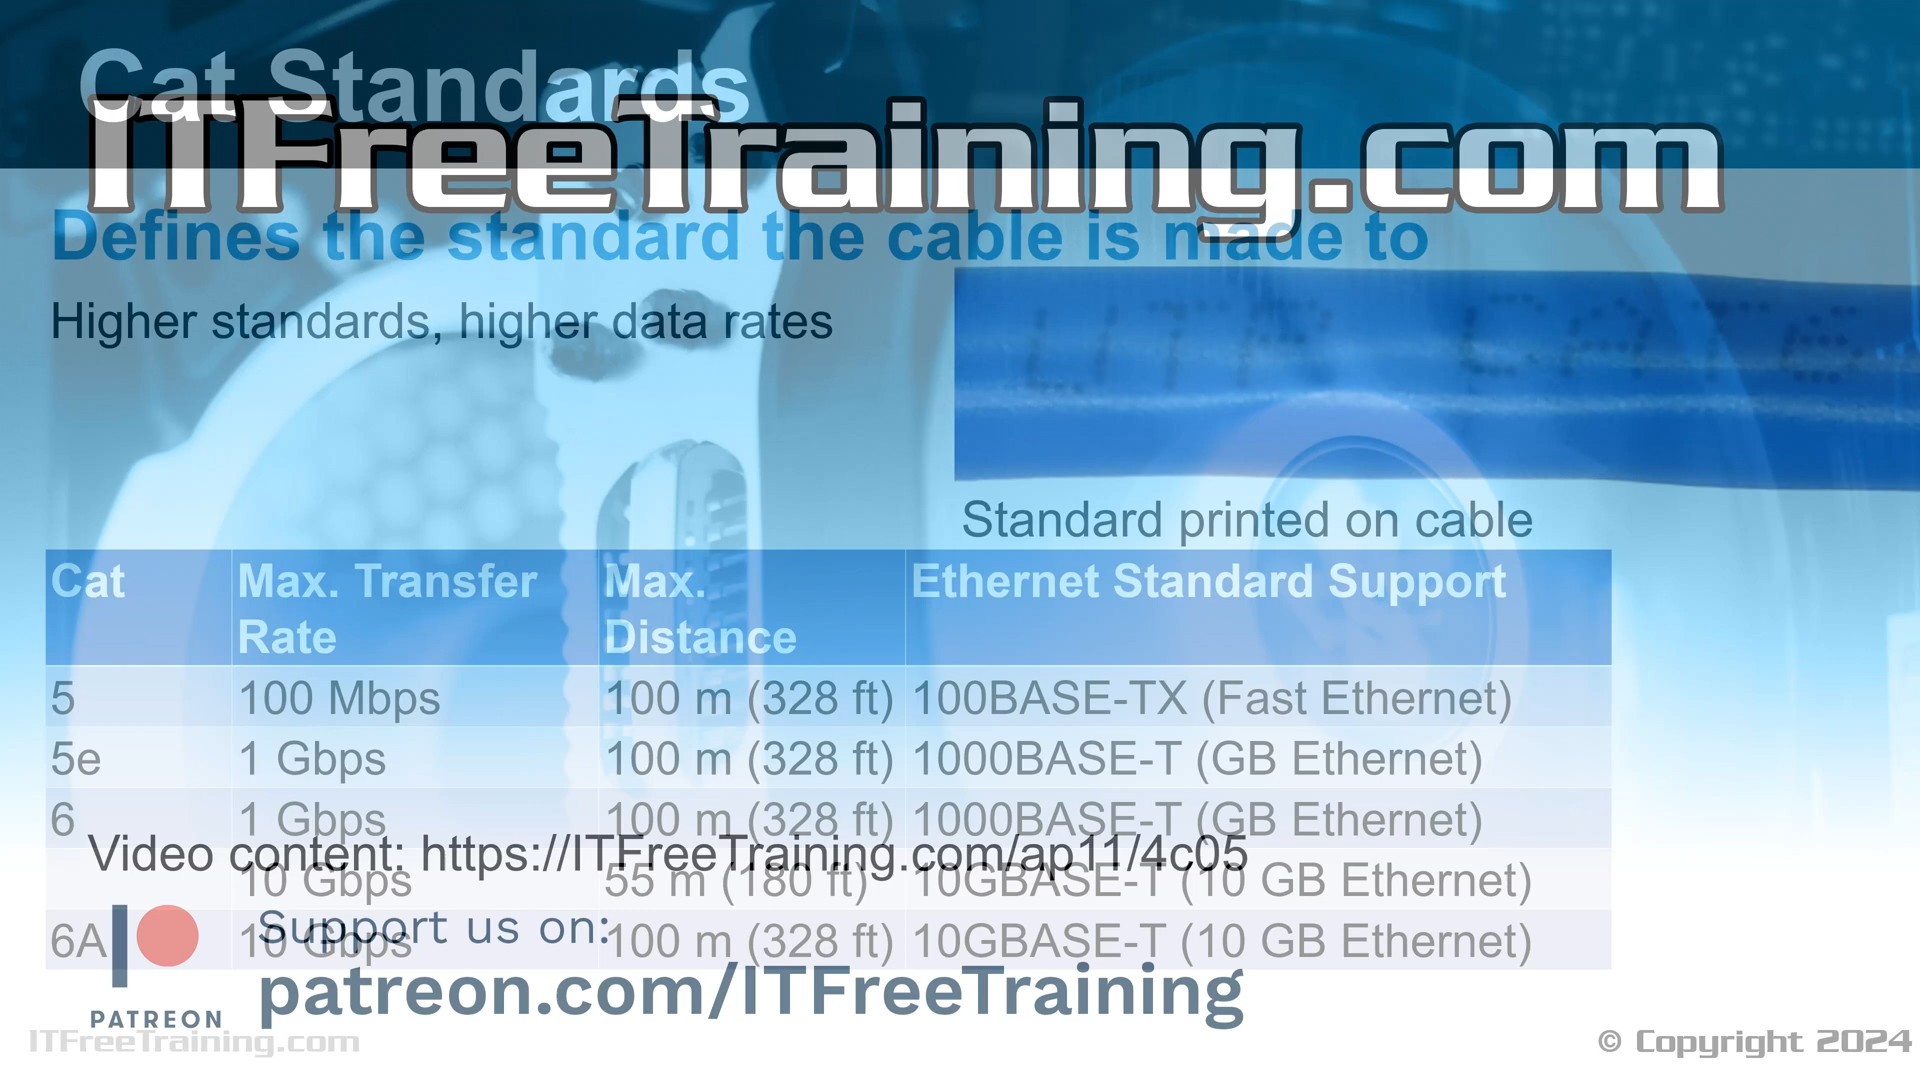 Cat Standards
ITFreeTraining.com
Defines the standard the cable is made to
Higher standards, higher data rates
UTP CAT6
Standard printed on cable
Cat Max. Transfer Rate Max. Distance Ethernet Standard Support
5 100 Mbps 100 m (328 ft) 100BASE-TX (Fast Ethernet)
5e 1 Gbps 100 m (328 ft) 1000BASE-T (GB Ethernet)
6 1 Gbps 100 m (328 ft) 1000BASE-T (GB Ethernet)
Video content: https://ITFreeTraining.com/ap11/4c05
10 Gbps 55 m (180 ft) 10GBASE-T (10 GB Ethernet)
6A 10 Gbps 100 m (328 ft) 10GBASE-T (10 GB Ethernet)
Support us on:
patreon.com/ITFreeTraining
PATREON
ITFreeTraining.com
© Copyright 2024